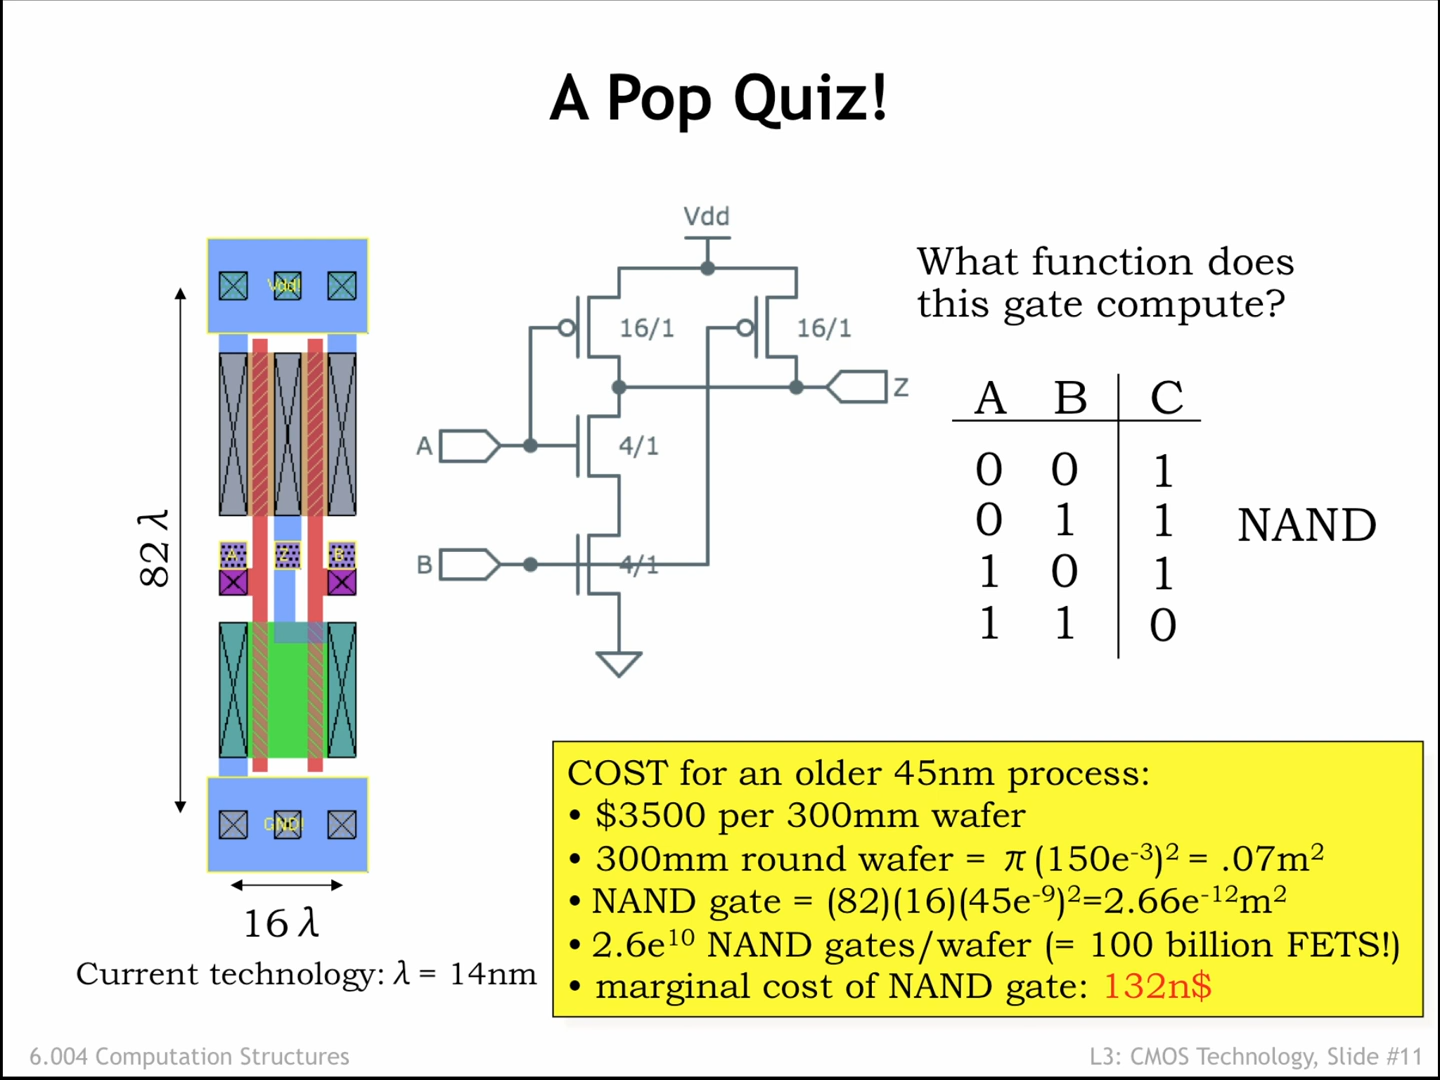 A Pop Quiz!
Vdd
Vdd!
What function does
this gate compute?
16/1
16/1
Z
A
4/1
B
4/1
A B C
0 0 1
0 1 1
1 0 1
1 1 0
NAND
82 λ
A
Z
B
GND!
16 λ
Current technology: λ = 14nm
COST for an older 45nm process:
• $3500 per 300mm wafer
• 300mm round wafer = π (150e⁻³)² = .07m²
• NAND gate = (82)(16)(45e⁻⁹)²=2.66e⁻¹²m²
• 2.6e¹⁰ NAND gates/wafer (= 100 billion FETS!)
• marginal cost of NAND gate: 132n$
6.004 Computation Structures
L3: CMOS Technology, Slide #11